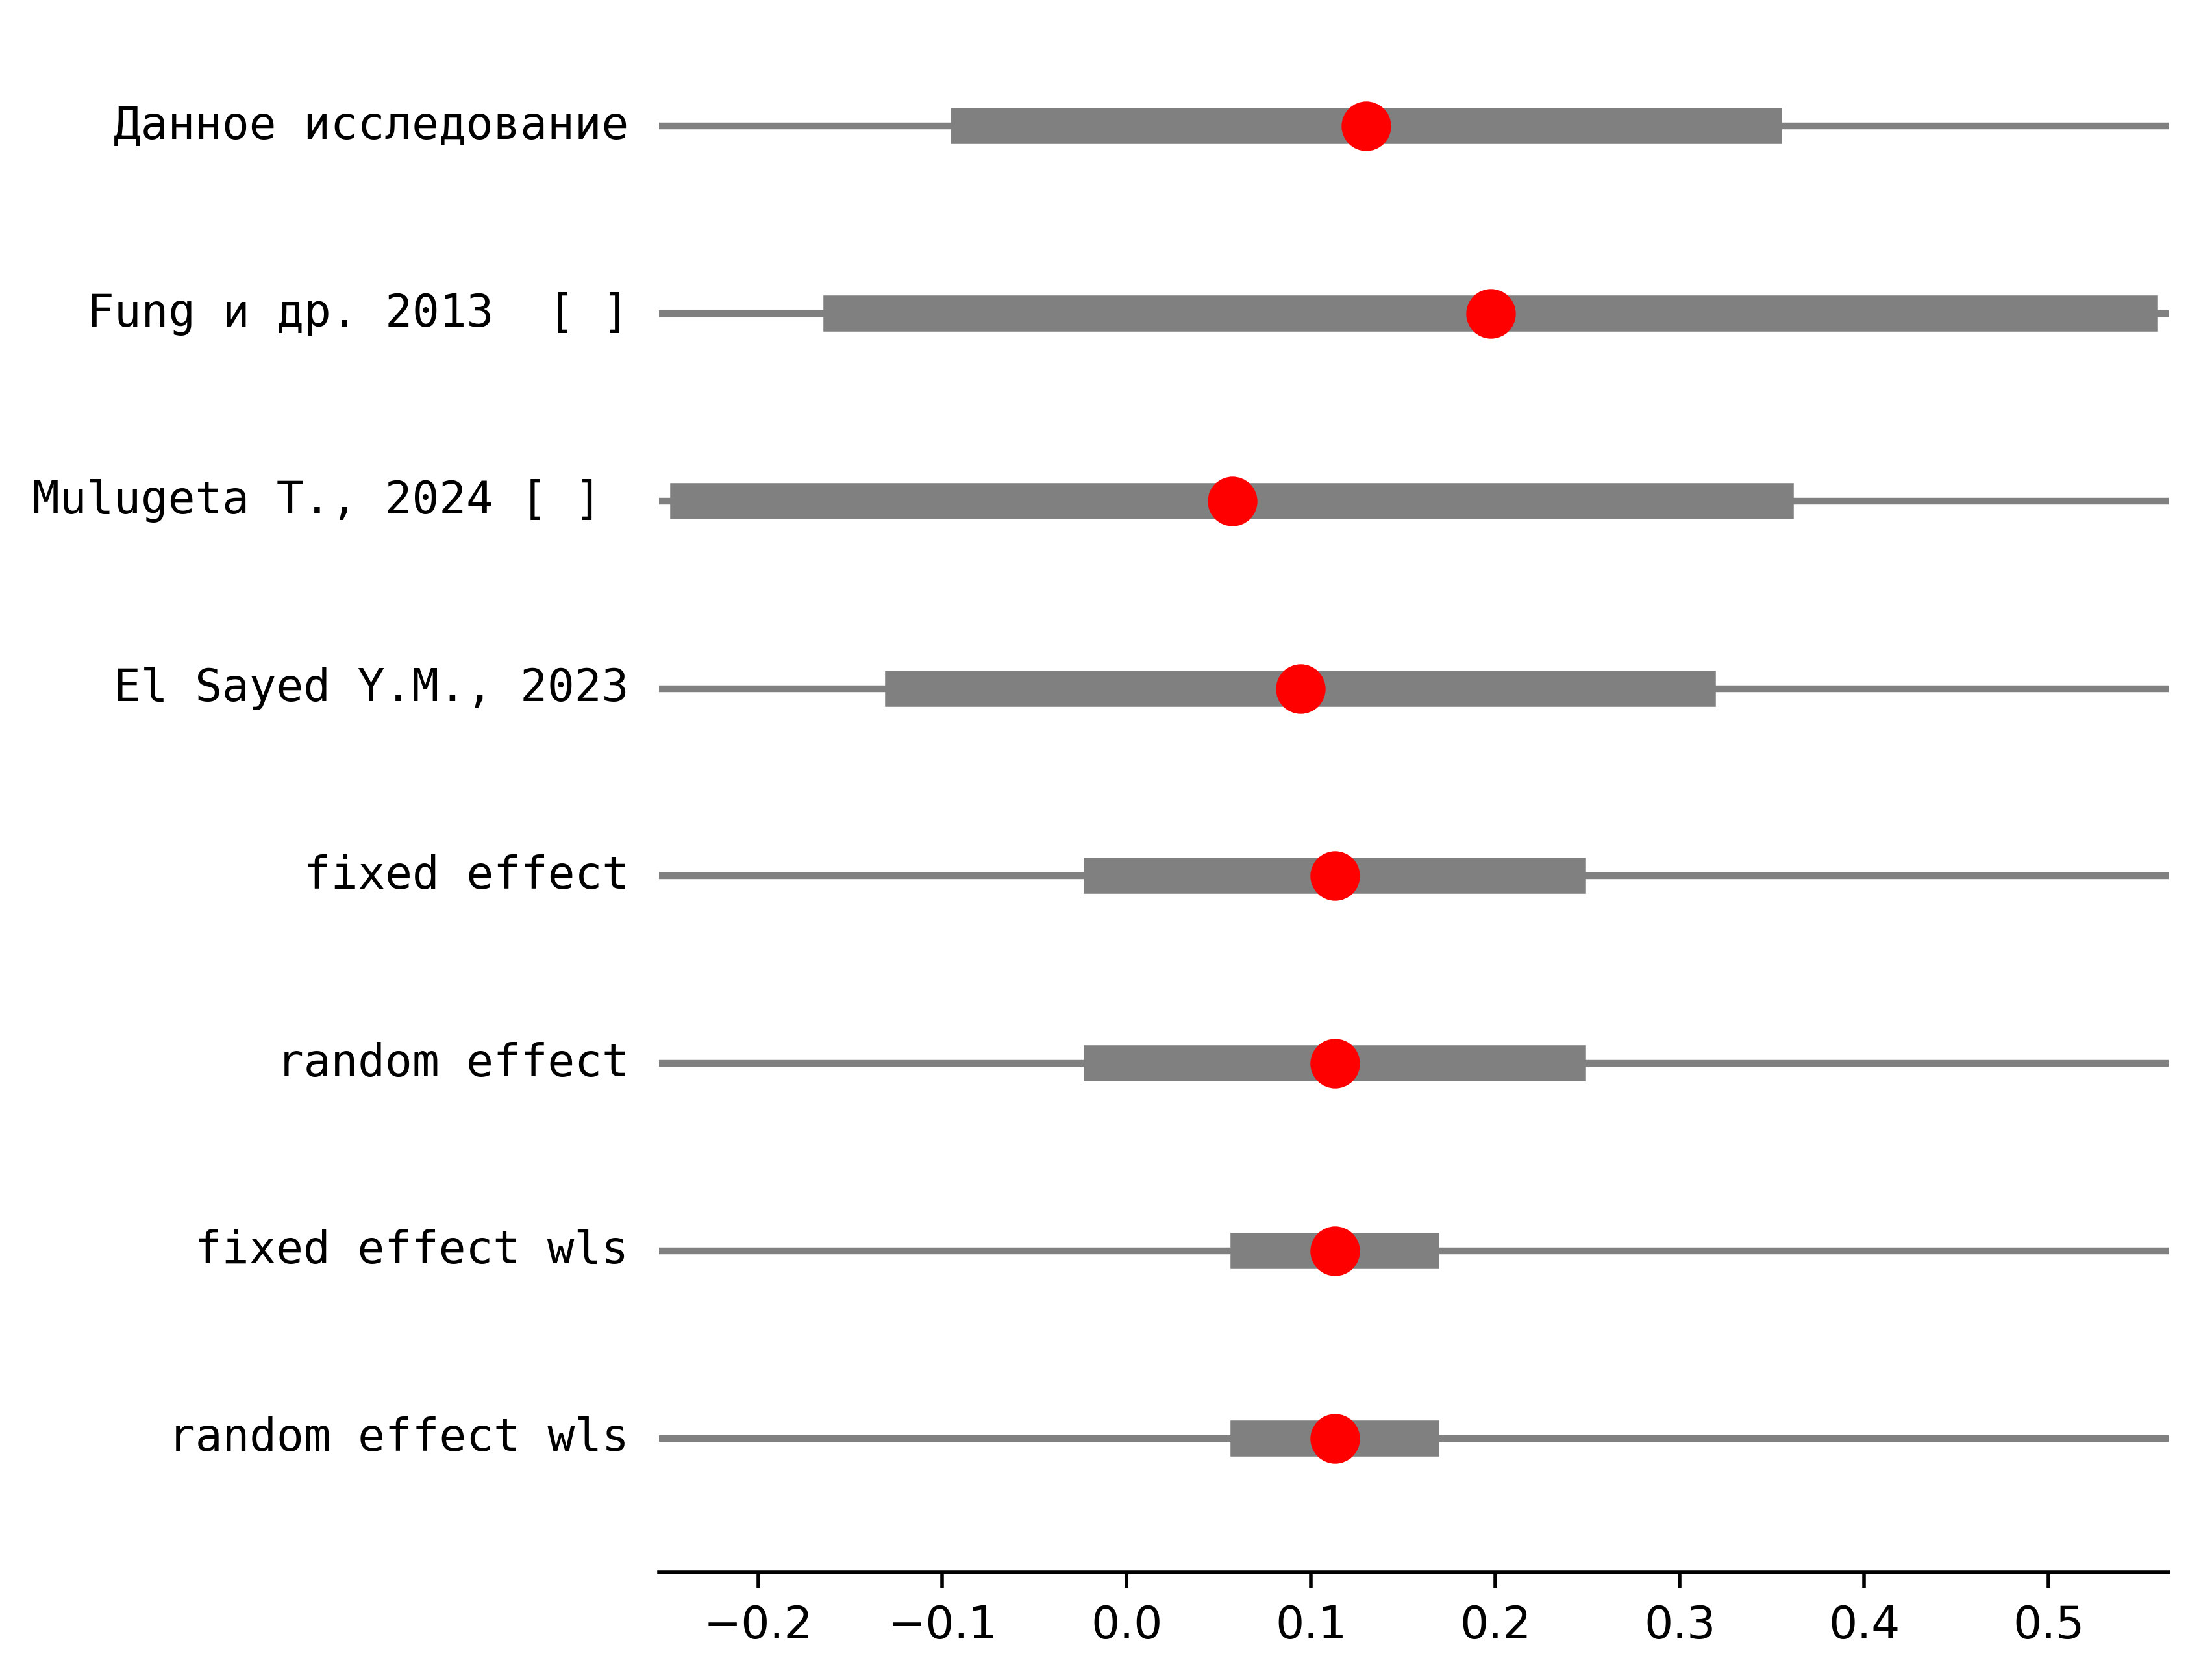 Данное исследование
Fung и др. 2013  [ ]
Mulugeta T., 2024 [ ]
El Sayed Y.M., 2023
fixed effect
random effect
fixed effect wls
random effect wls
−0.2 −0.1 0.0 0.1 0.2 0.3 0.4 0.5